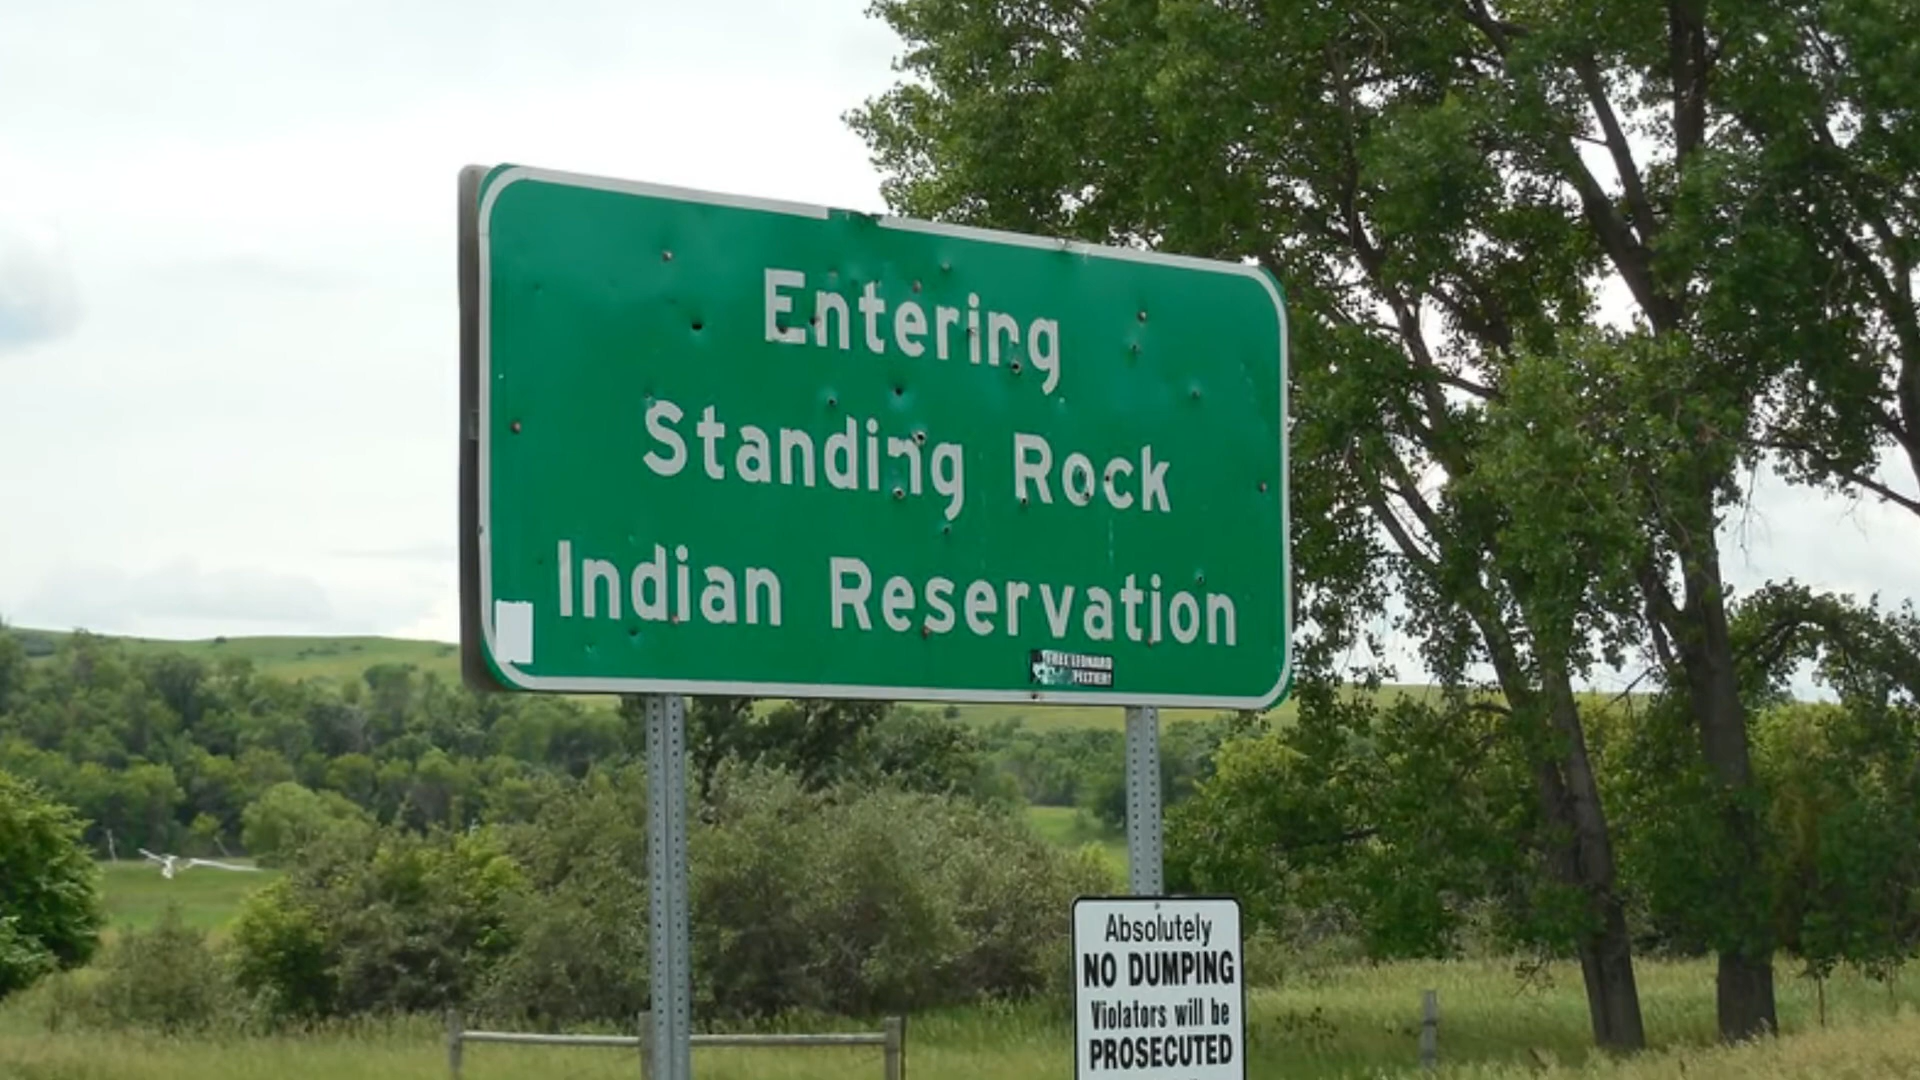 Entering
Standing Rock
Indian Reservation
FREE LEONARD
PELTIER!
Absolutely
NO DUMPING
Violators will be
PROSECUTED